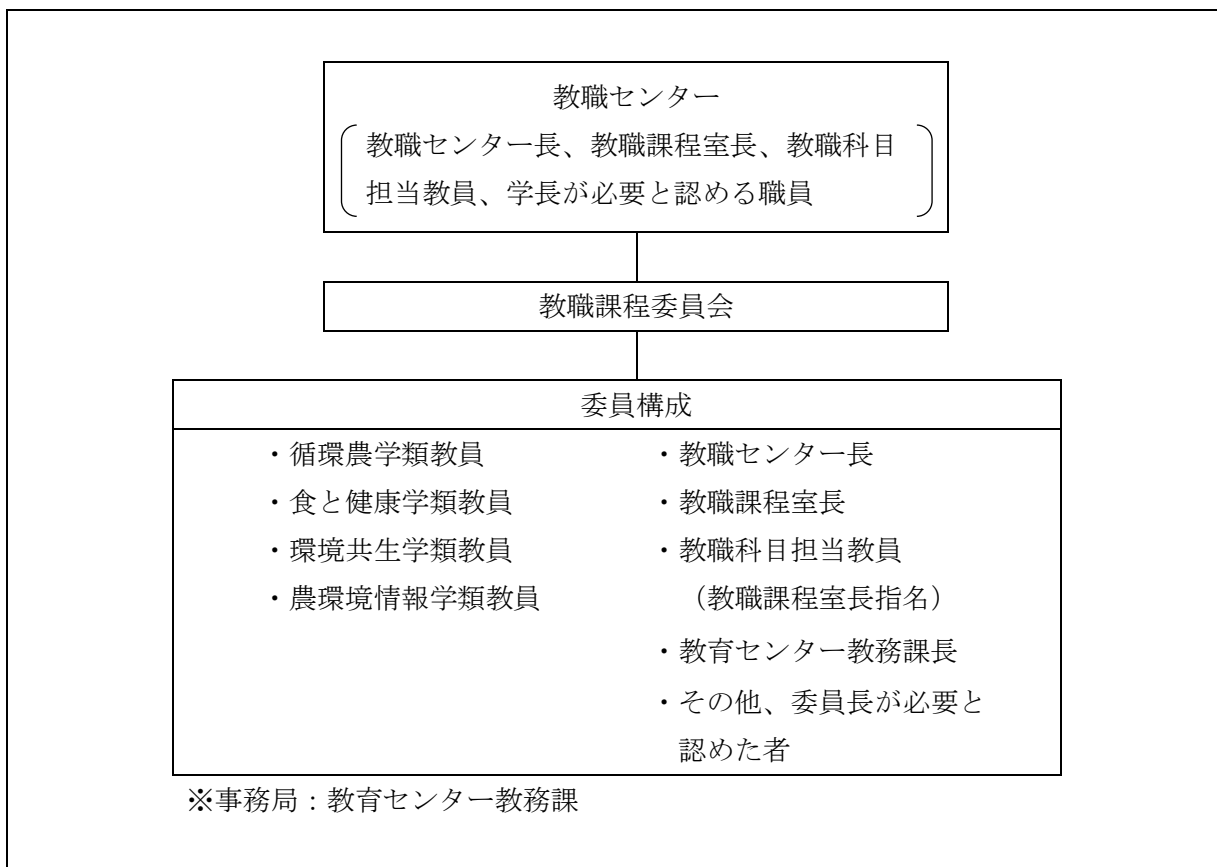 教職センター
教職センター長、教職課程室長、教職科目
担当教員、学長が必要と認める職員
教職課程委員会
委員構成
・循環農学類教員
・食と健康学類教員
・環境共生学類教員
・農環境情報学類教員
・教職センター長
・教職課程室長
・教職科目担当教員
（教職課程室長指名）
・教育センター教務課長
・その他、委員長が必要と
認めた者
※事務局：教育センター教務課